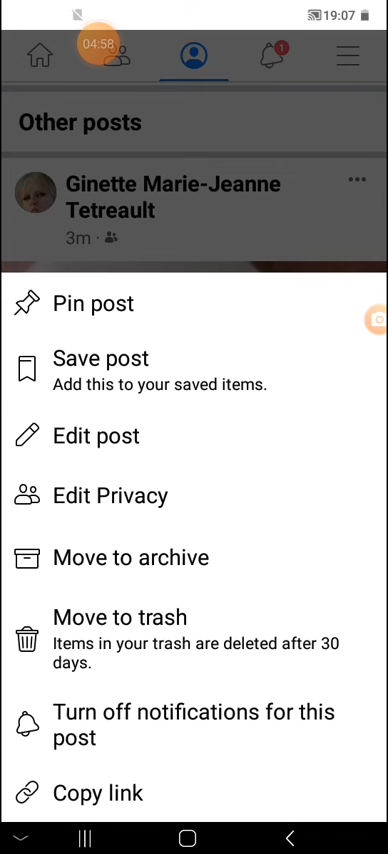 19:07
04:58
1
Other posts
Ginette Marie-Jeanne
Tetreault
3m ·
Pin post
Save post
Add this to your saved items.
Edit post
Edit Privacy
Move to archive
Move to trash
Items in your trash are deleted after 30
days.
Turn off notifications for this
post
Copy link